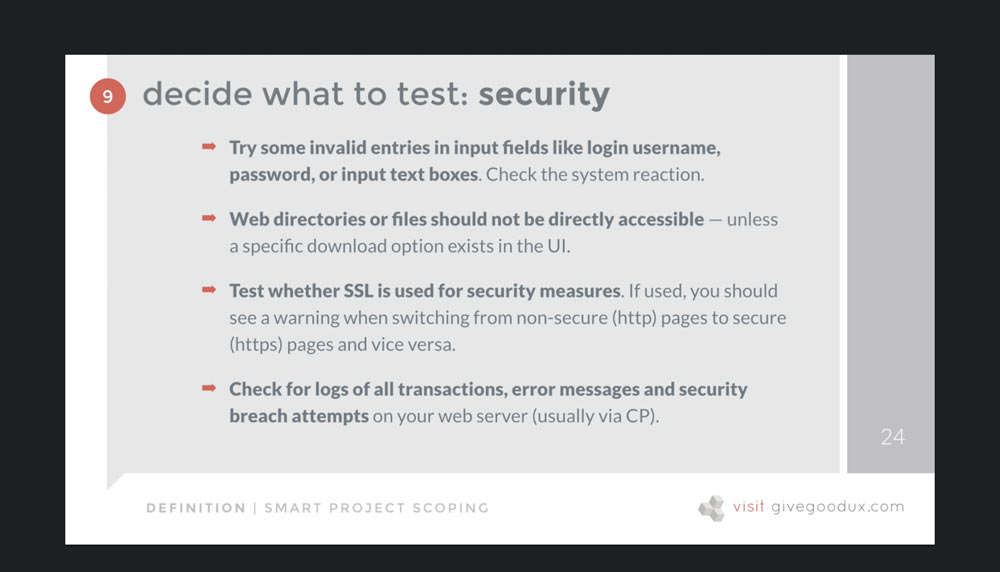 9
decide what to test: security
➡ Try some invalid entries in input fields like login username,
password, or input text boxes. Check the system reaction.
➡ Web directories or files should not be directly accessible — unless
a specific download option exists in the UI.
➡ Test whether SSL is used for security measures. If used, you should
see a warning when switching from non-secure (http) pages to secure
(https) pages and vice versa.
➡ Check for logs of all transactions, error messages and security
breach attempts on your web server (usually via CP).
24
DEFINITION | SMART PROJECT SCOPING
visit givegoodux.com